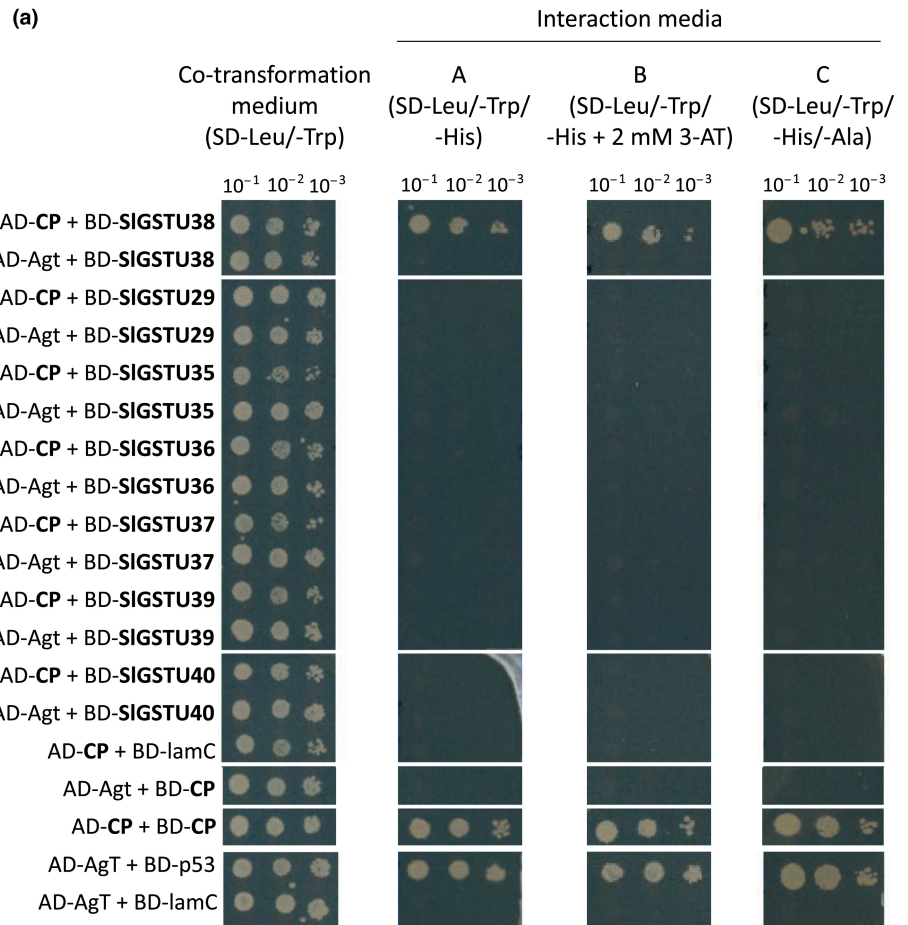 (a)
Interaction media
Co-transformation medium (SD-Leu/-Trp)
A (SD-Leu/-Trp/-His)
B (SD-Leu/-Trp/-His + 2 mM 3-AT)
C (SD-Leu/-Trp/-His/-Ala)
10⁻¹ 10⁻² 10⁻³ 10⁻¹ 10⁻² 10⁻³ 10⁻¹ 10⁻² 10⁻³ 10⁻¹ 10⁻² 10⁻³
AD-CP + BD-SlGSTU38
AD-Agt + BD-SlGSTU38
AD-CP + BD-SlGSTU29
AD-Agt + BD-SlGSTU29
AD-CP + BD-SlGSTU35
AD-Agt + BD-SlGSTU35
AD-CP + BD-SlGSTU36
AD-Agt + BD-SlGSTU36
AD-CP + BD-SlGSTU37
AD-Agt + BD-SlGSTU37
AD-CP + BD-SlGSTU39
AD-Agt + BD-SlGSTU39
AD-CP + BD-SlGSTU40
AD-Agt + BD-SlGSTU40
AD-CP + BD-lamC
AD-Agt + BD-CP
AD-CP + BD-CP
AD-AgT + BD-p53
AD-AgT + BD-lamC